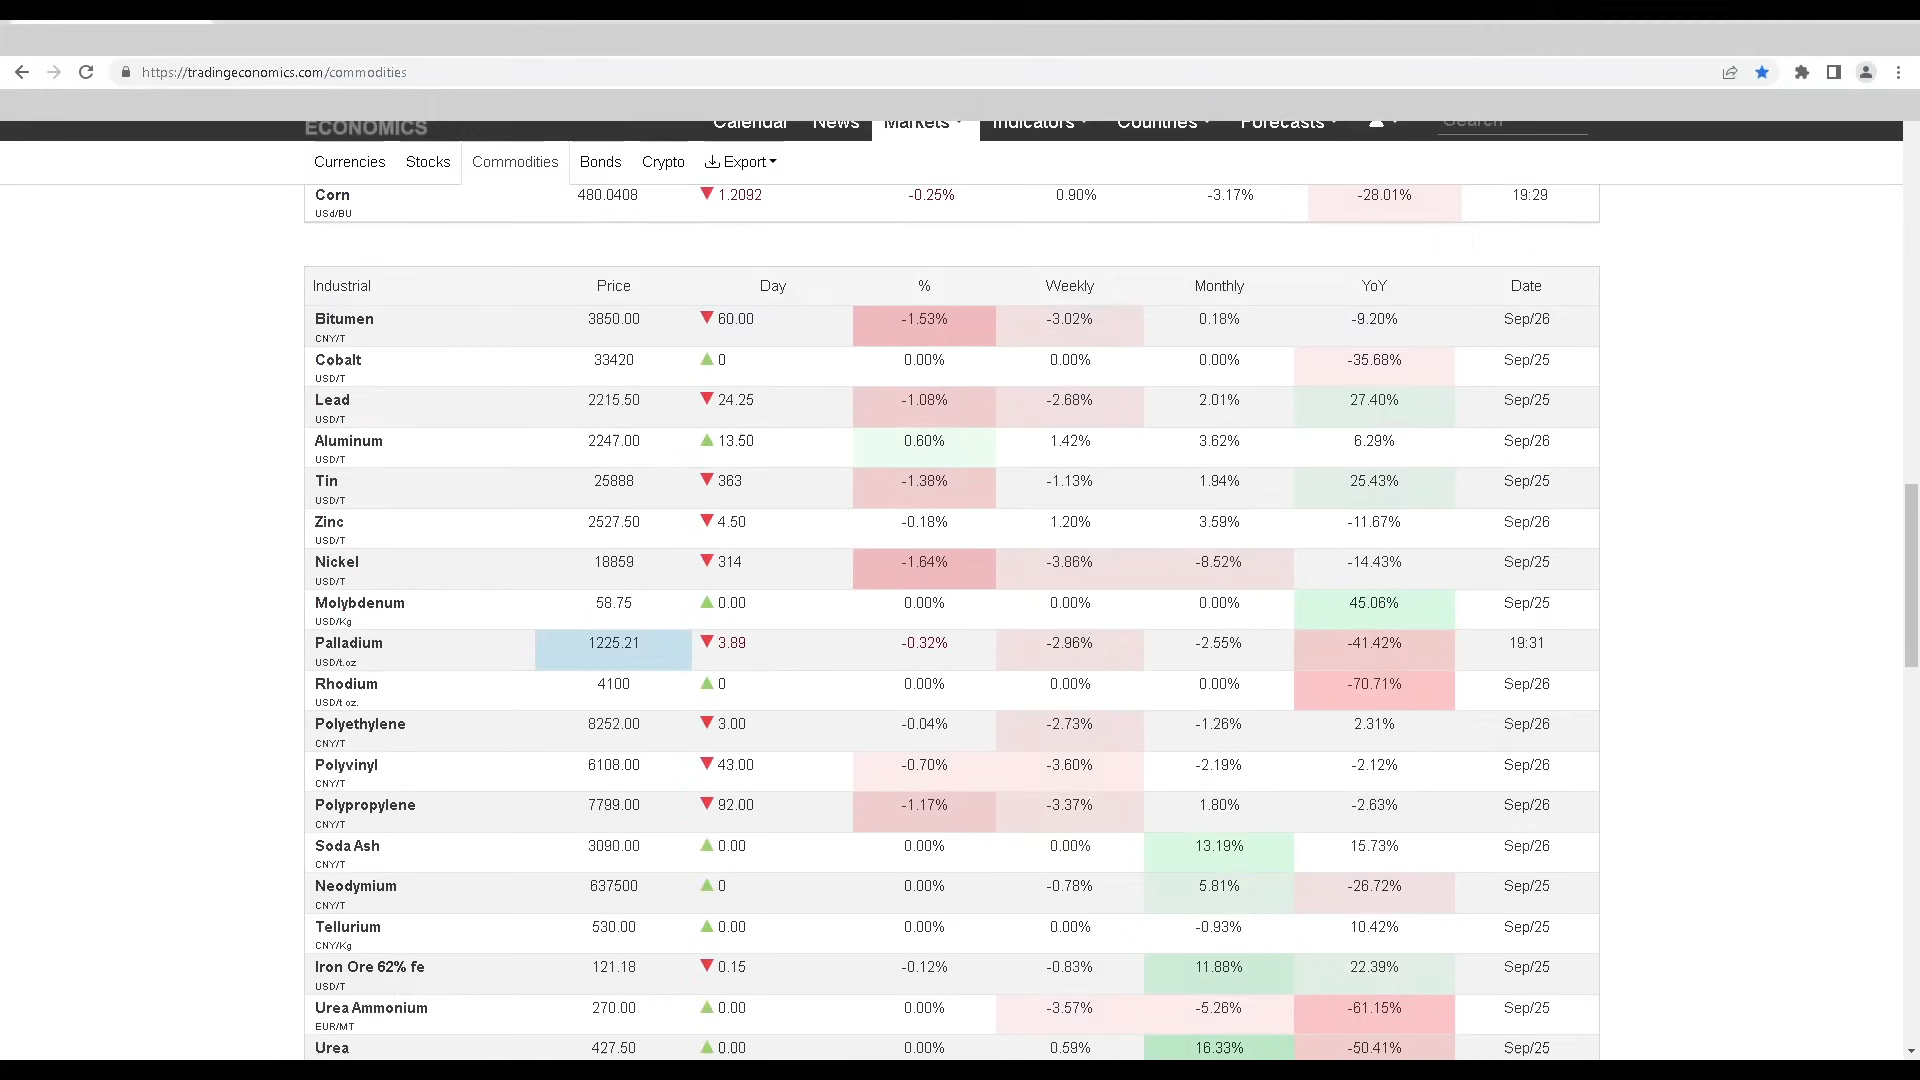 https://tradingeconomics.com/commodities
ECONOMICS Calendar News Markets Indicators Countries Forecasts Search
Currencies Stocks Commodities Bonds Crypto Export
Corn 480.0408 1.2092 -0.25% 0.90% -3.17% -28.01% 19:29
USd/BU
Industrial Price Day % Weekly Monthly YoY Date
Bitumen 3850.00 60.00 -1.53% -3.02% 0.18% -9.20% Sep/26
CNY/T
Cobalt 33420 0 0.00% 0.00% 0.00% -35.68% Sep/25
USD/T
Lead 2215.50 24.25 -1.08% -2.68% 2.01% 27.40% Sep/25
USD/T
Aluminum 2247.00 13.50 0.60% 1.42% 3.62% 6.29% Sep/26
USD/T
Tin 25888 363 -1.38% -1.13% 1.94% 25.43% Sep/25
USD/T
Zinc 2527.50 4.50 -0.18% 1.20% 3.59% -11.67% Sep/26
USD/T
Nickel 18859 314 -1.64% -3.86% -8.52% -14.43% Sep/25
USD/T
Molybdenum 58.75 0.00 0.00% 0.00% 0.00% 45.06% Sep/25
USD/Kg
Palladium 1225.21 3.89 -0.32% -2.96% -2.55% -41.42% 19:31
USD/t.oz
Rhodium 4100 0 0.00% 0.00% 0.00% -70.71% Sep/26
USD/t oz.
Polyethylene 8252.00 3.00 -0.04% -2.73% -1.26% 2.31% Sep/26
CNY/T
Polyvinyl 6108.00 43.00 -0.70% -3.60% -2.19% -2.12% Sep/26
CNY/T
Polypropylene 7799.00 92.00 -1.17% -3.37% 1.80% -2.63% Sep/26
CNY/T
Soda Ash 3090.00 0.00 0.00% 0.00% 13.19% 15.73% Sep/26
CNY/T
Neodymium 637500 0 0.00% -0.78% 5.81% -26.72% Sep/25
CNY/T
Tellurium 530.00 0.00 0.00% 0.00% -0.93% 10.42% Sep/25
CNY/Kg
Iron Ore 62% fe 121.18 0.15 -0.12% -0.83% 11.88% 22.39% Sep/25
USD/T
Urea Ammonium 270.00 0.00 0.00% -3.57% -5.26% -61.15% Sep/25
EUR/MT
Urea 427.50 0.00 0.00% 0.59% 16.33% -50.41% Sep/25